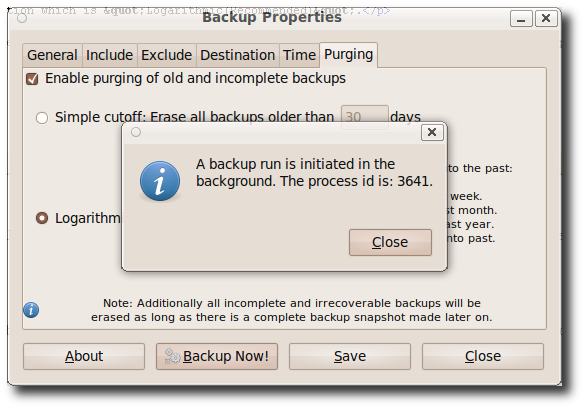 tion which is &quot;Logarithmic(Recommended)&quot;.</p>
Backup Properties
General Include Exclude Destination Time Purging
Enable purging of old and incomplete backups
Simple cutoff: Erase all backups older than 30 days
to the past:
week.
st month.
ast year.
nto past.
Logarithm
A backup run is initiated in the
background. The process id is: 3641.
Close
Note: Additionally all incomplete and irrecoverable backups will be
erased as long as there is a complete backup snapshot made later on.
About Backup Now! Save Close